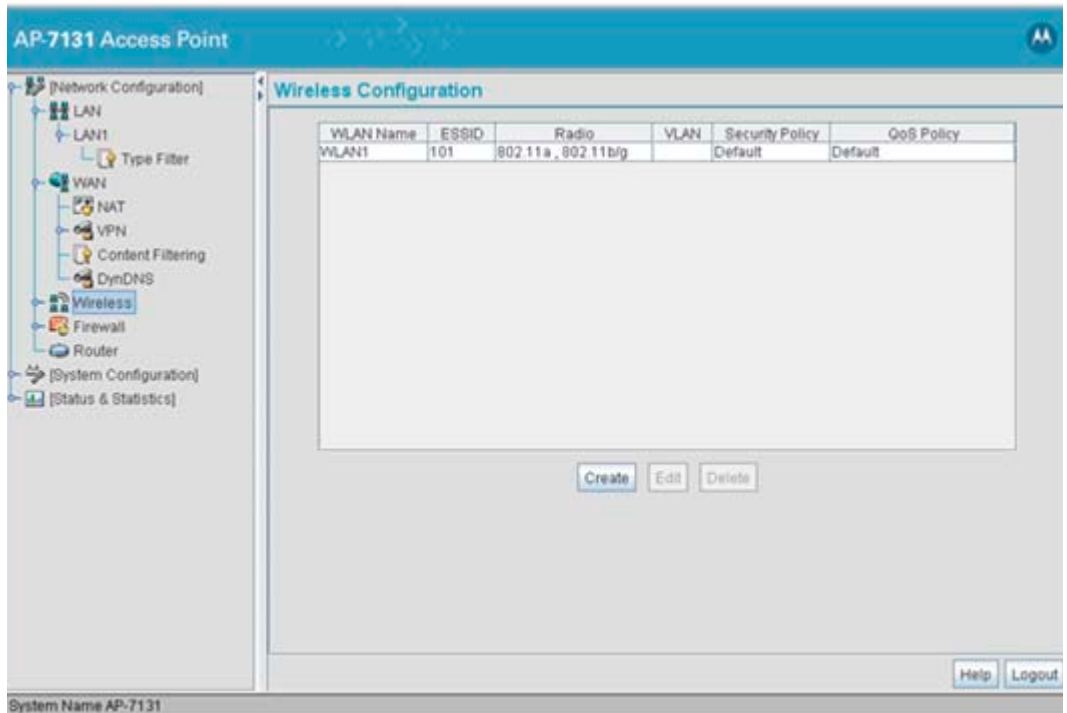 AP-7131 Access Point
[Network Configuration]
LAN
LAN1
Type Filter
WAN
NAT
VPN
Content Filtering
DynDNS
Wireless
Firewall
Router
[System Configuration]
[Status & Statistics]
Wireless Configuration
WLAN Name ESSID Radio VLAN Security Policy QoS Policy
WLAN1 101 802.11a , 802.11b/g Default Default
Create Edit Delete
Help Logout
System Name AP-7131